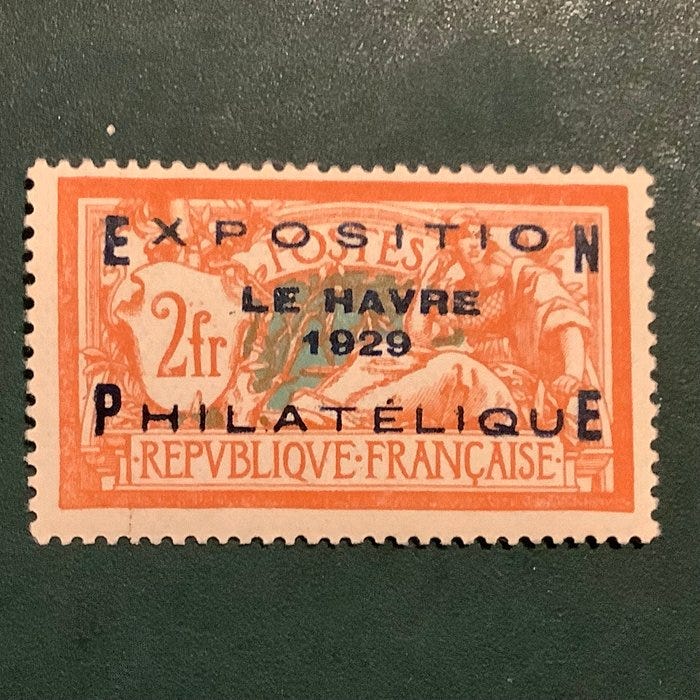 EXPOSITION
POSTES
LE HAVRE
2fr
1929
PHILATÉLIQUE
·REPVBLIQVE·FRANÇAISE·